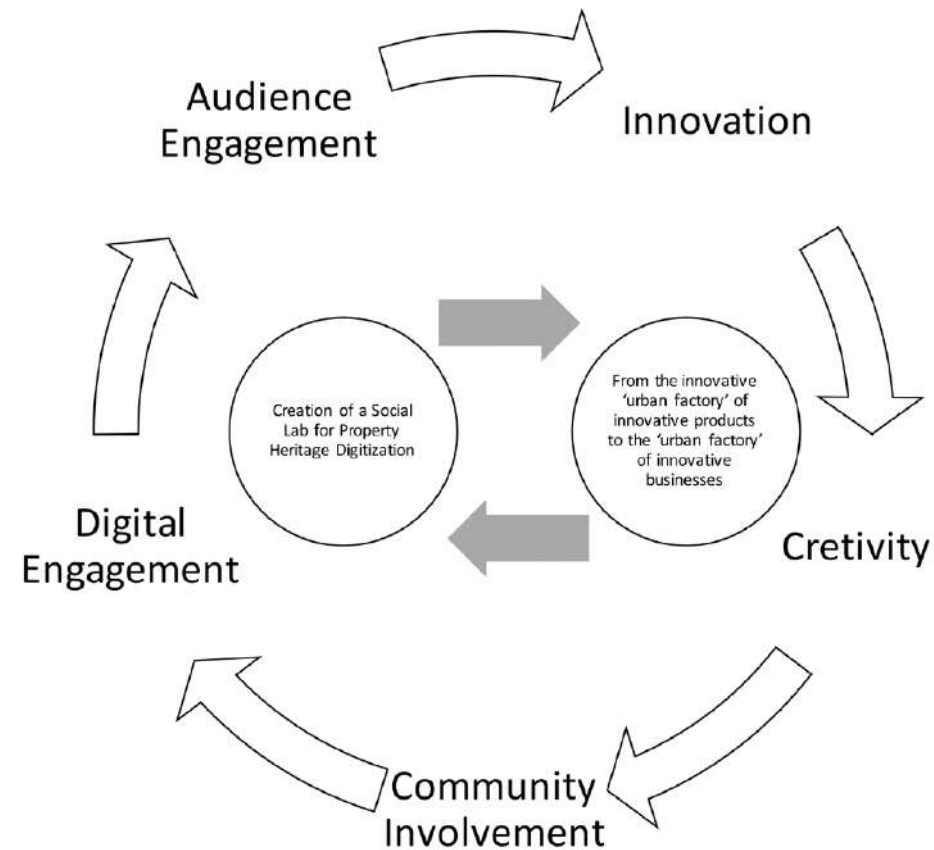 Audience
Engagement
Innovation
Creation of a Social
Lab for Property
Heritage Digitization
From the innovative
‘urban factory’ of
innovative products
to the ‘urban factory’
of innovative
businesses
Digital
Engagement
Cretivity
Community
Involvement